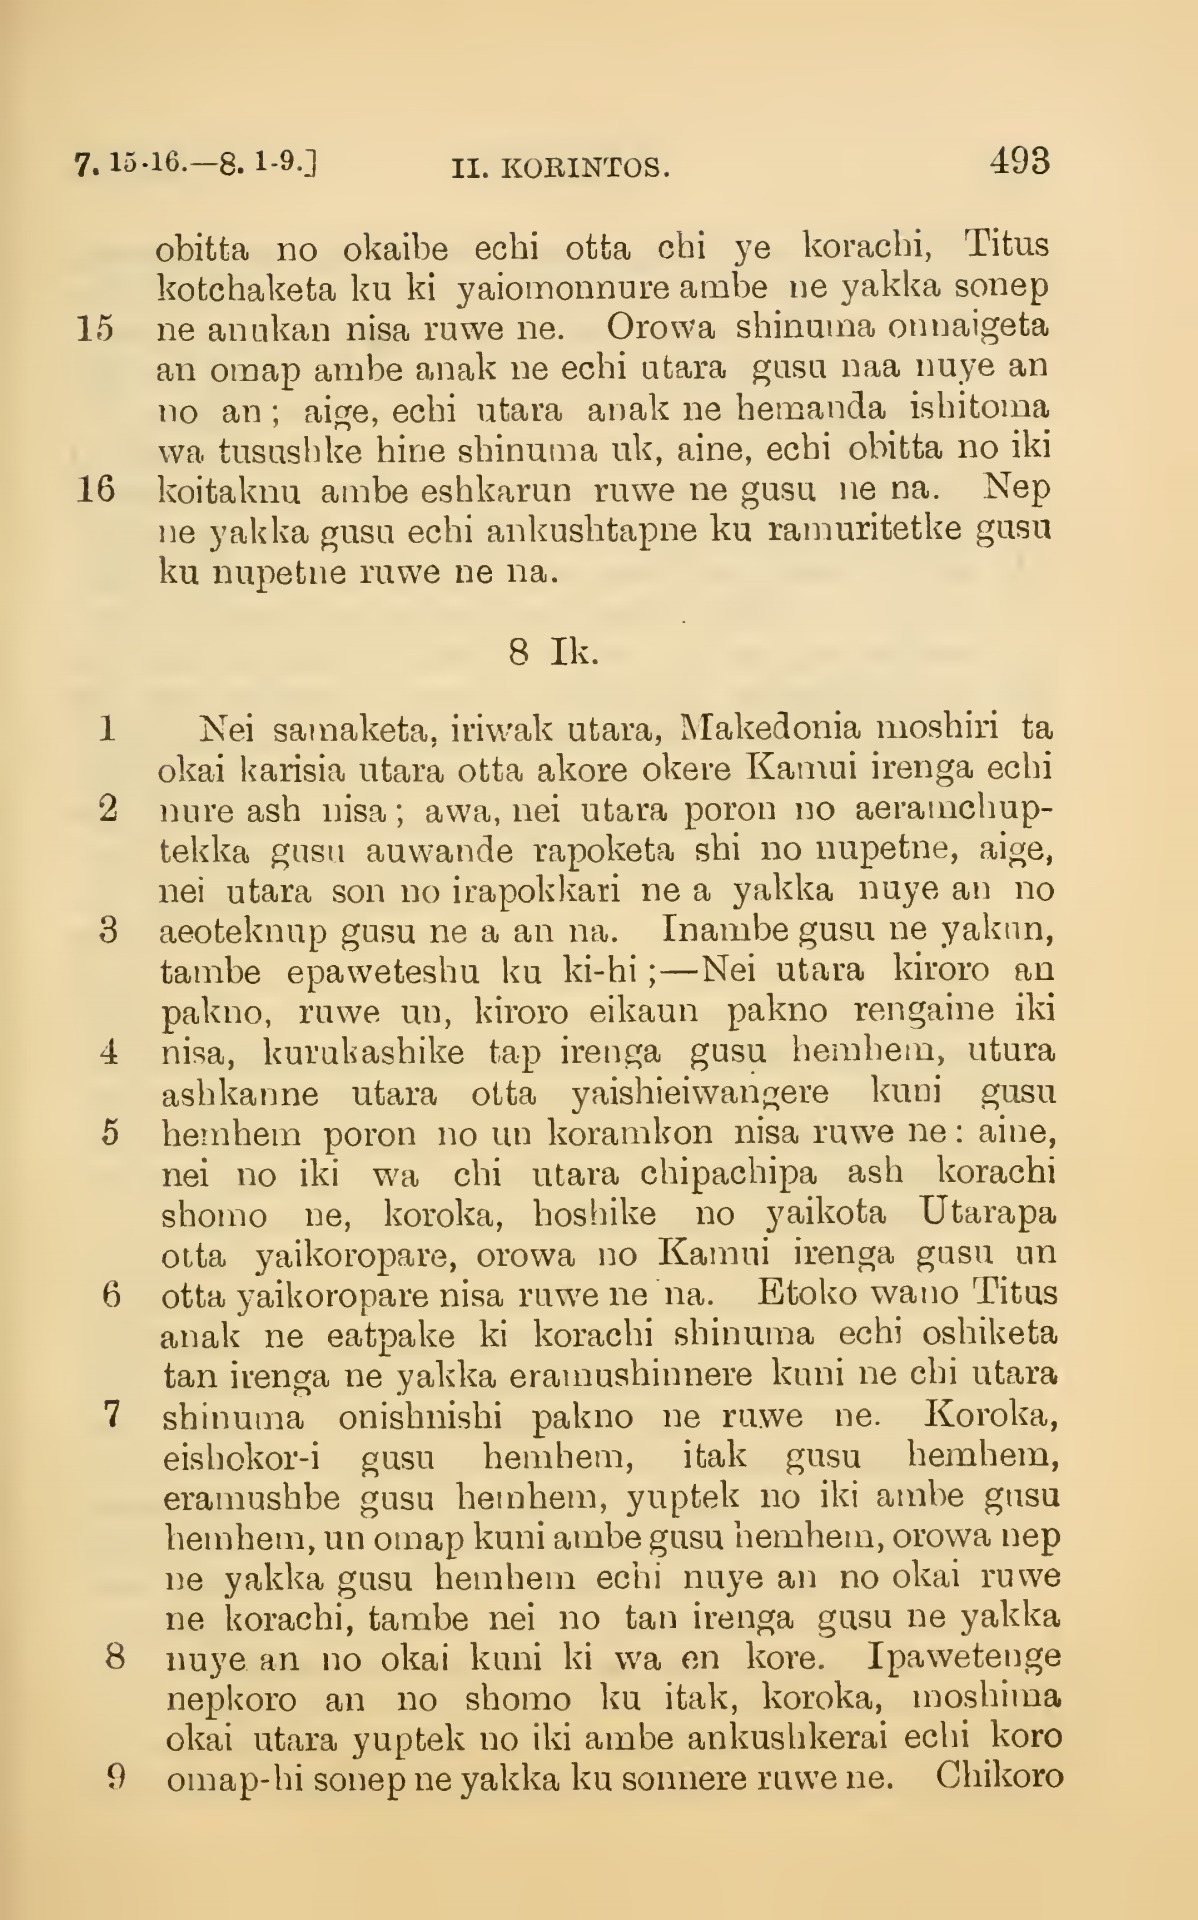 7. 15-16.—8. 1-9.] II. KORINTOS. 493
obitta no okaibe echi otta chi ye korachi, Titus
kotchaketa ku ki yaiomonnure ambe ne yakka sonep
15 ne anukan nisa ruwe ne. Orowa shinuma onnaigeta
an omap ambe anak ne echi utara gusu naa nuye an
no an; aige, echi utara anak ne hemanda ishitoma
wa tusushke hine shinuma uk, aine, echi obitta no iki
16 koitaknu ambe eshkarun ruwe ne gusu ne na. Nep
ne yakka gusu echi ankushtapne ku ramuritetke gusu
ku nupetne ruwe ne na.
8 Ik.
1 Nei samaketa, iriwak utara, Makedonia moshiri ta
okai karisia utara otta akore okere Kamui irenga echi
2 nure ash nisa; awa, nei utara poron no aeramchup-
tekka gusu auwande rapoketa shi no nupetne, aige,
nei utara son no irapokkari ne a yakka nuye an no
3 aeoteknup gusu ne a an na. Inambe gusu ne yakun,
tambe epaweteshu ku ki-hi;—Nei utara kiroro an
pakno, ruwe un, kiroro eikaun pakno rengaine iki
4 nisa, kurukashike tap irenga gusu hemhem, utura
ashkanne utara otta yaishieiwangere kuni gusu
5 hemhem poron no un koramkon nisa ruwe ne: aine,
nei no iki wa chi utara chipachipa ash korachi
shomo ne, koroka, hoshike no yaikota Utarapa
otta yaikoropare, orowa no Kamui irenga gusu un
6 otta yaikoropare nisa ruwe ne na. Etoko wano Titus
anak ne eatpake ki korachi shinuma echi oshiketa
tan irenga ne yakka eramushinnere kuni ne chi utara
7 shinuma onishnishi pakno ne ruwe ne. Koroka,
eishokor-i gusu hemhem, itak gusu hemhem,
eramushbe gusu hemhem, yuptek no iki ambe gusu
hemhem, un omap kuni ambe gusu hemhem, orowa nep
ne yakka gusu hemhem echi nuye an no okai ruwe
ne korachi, tambe nei no tan irenga gusu ne yakka
8 nuye an no okai kuni ki wa en kore. Ipawetenge
nepkoro an no shomo ku itak, koroka, moshima
okai utara yuptek no iki ambe ankushkerai echi koro
9 omap-hi sonep ne yakka ku sonnere ruwe ne. Chikoro